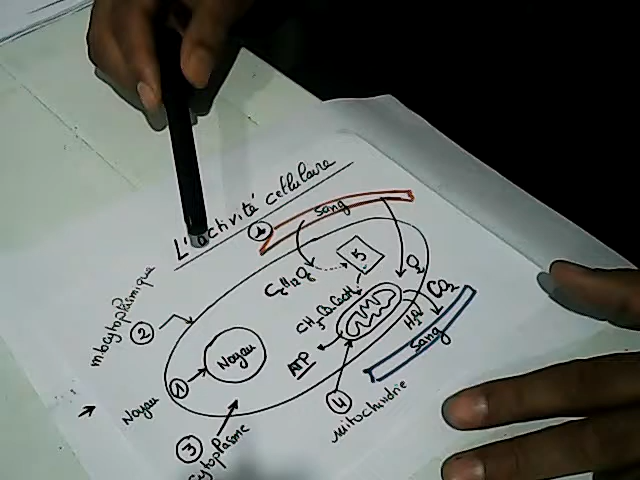 L'activité cellulaire
1
Sang
5
C6H12O6
O2
CO2
CH3CoCooH
H2O
Sang
ATP
2
Noyau
1
Noyau
3
cytoplasme
4
Mitochondrie